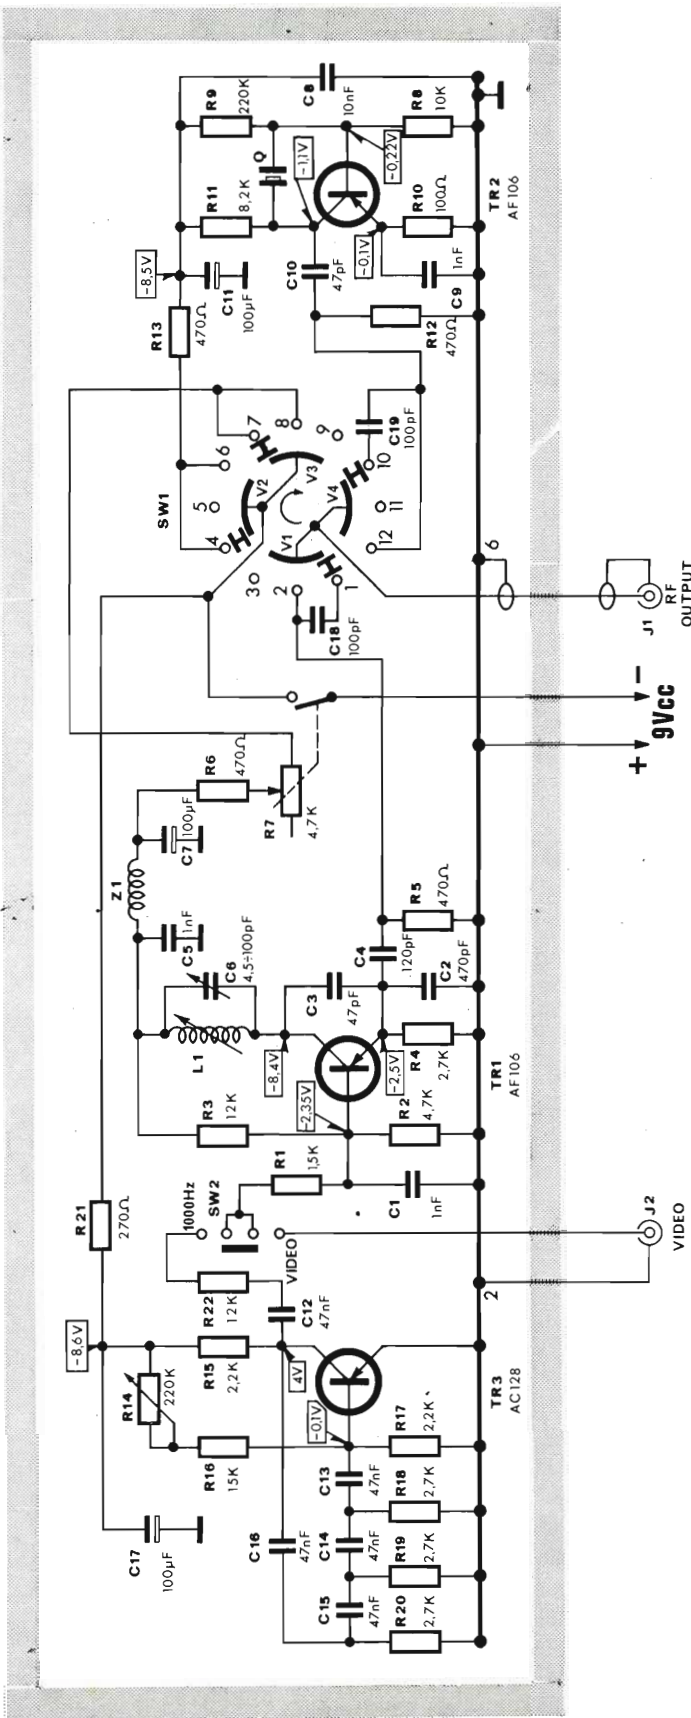 C17
100µF
-8,6V
R14
220K
R16
15K
R15
2,2K
R22
12K
C16
47nF
C12
47nF
4V
-0,1V
C15
47nF
C14
47nF
C13
47nF
R20
2,7K
R19
2,7K
R18
2,7K
R17
2,2K
TR3
AC128
R21
270Ω
1000Hz
SW2
VIDEO
2
J2
VIDEO
R1
1,5K
C1
1nF
R3
12K
-2,35V
R2
4,7K
L1
-8,4V
C6
4,5÷100pF
C5
1nF
Z1
C7
100µF
C3
47pF
-2,5V
R4
2,7K
C2
470pF
C4
120pF
R5
470Ω
TR1
AF106
R6
470Ω
R7
4,7K
+
9Vcc
−
C18
100pF
SW1
1
2
3
4
5
6
7
8
9
10
11
12
V1
V2
V3
V4
C19
100pF
6
J1
RF
OUTPUT
R13
470Ω
-8,5V
C11
100µF
R12
470Ω
C10
47pF
C9
1nF
-0,1V
-1,1V
R11
8,2K
Q
R9
220K
C8
10nF
-0,22V
R10
100Ω
R8
10K
TR2
AF106